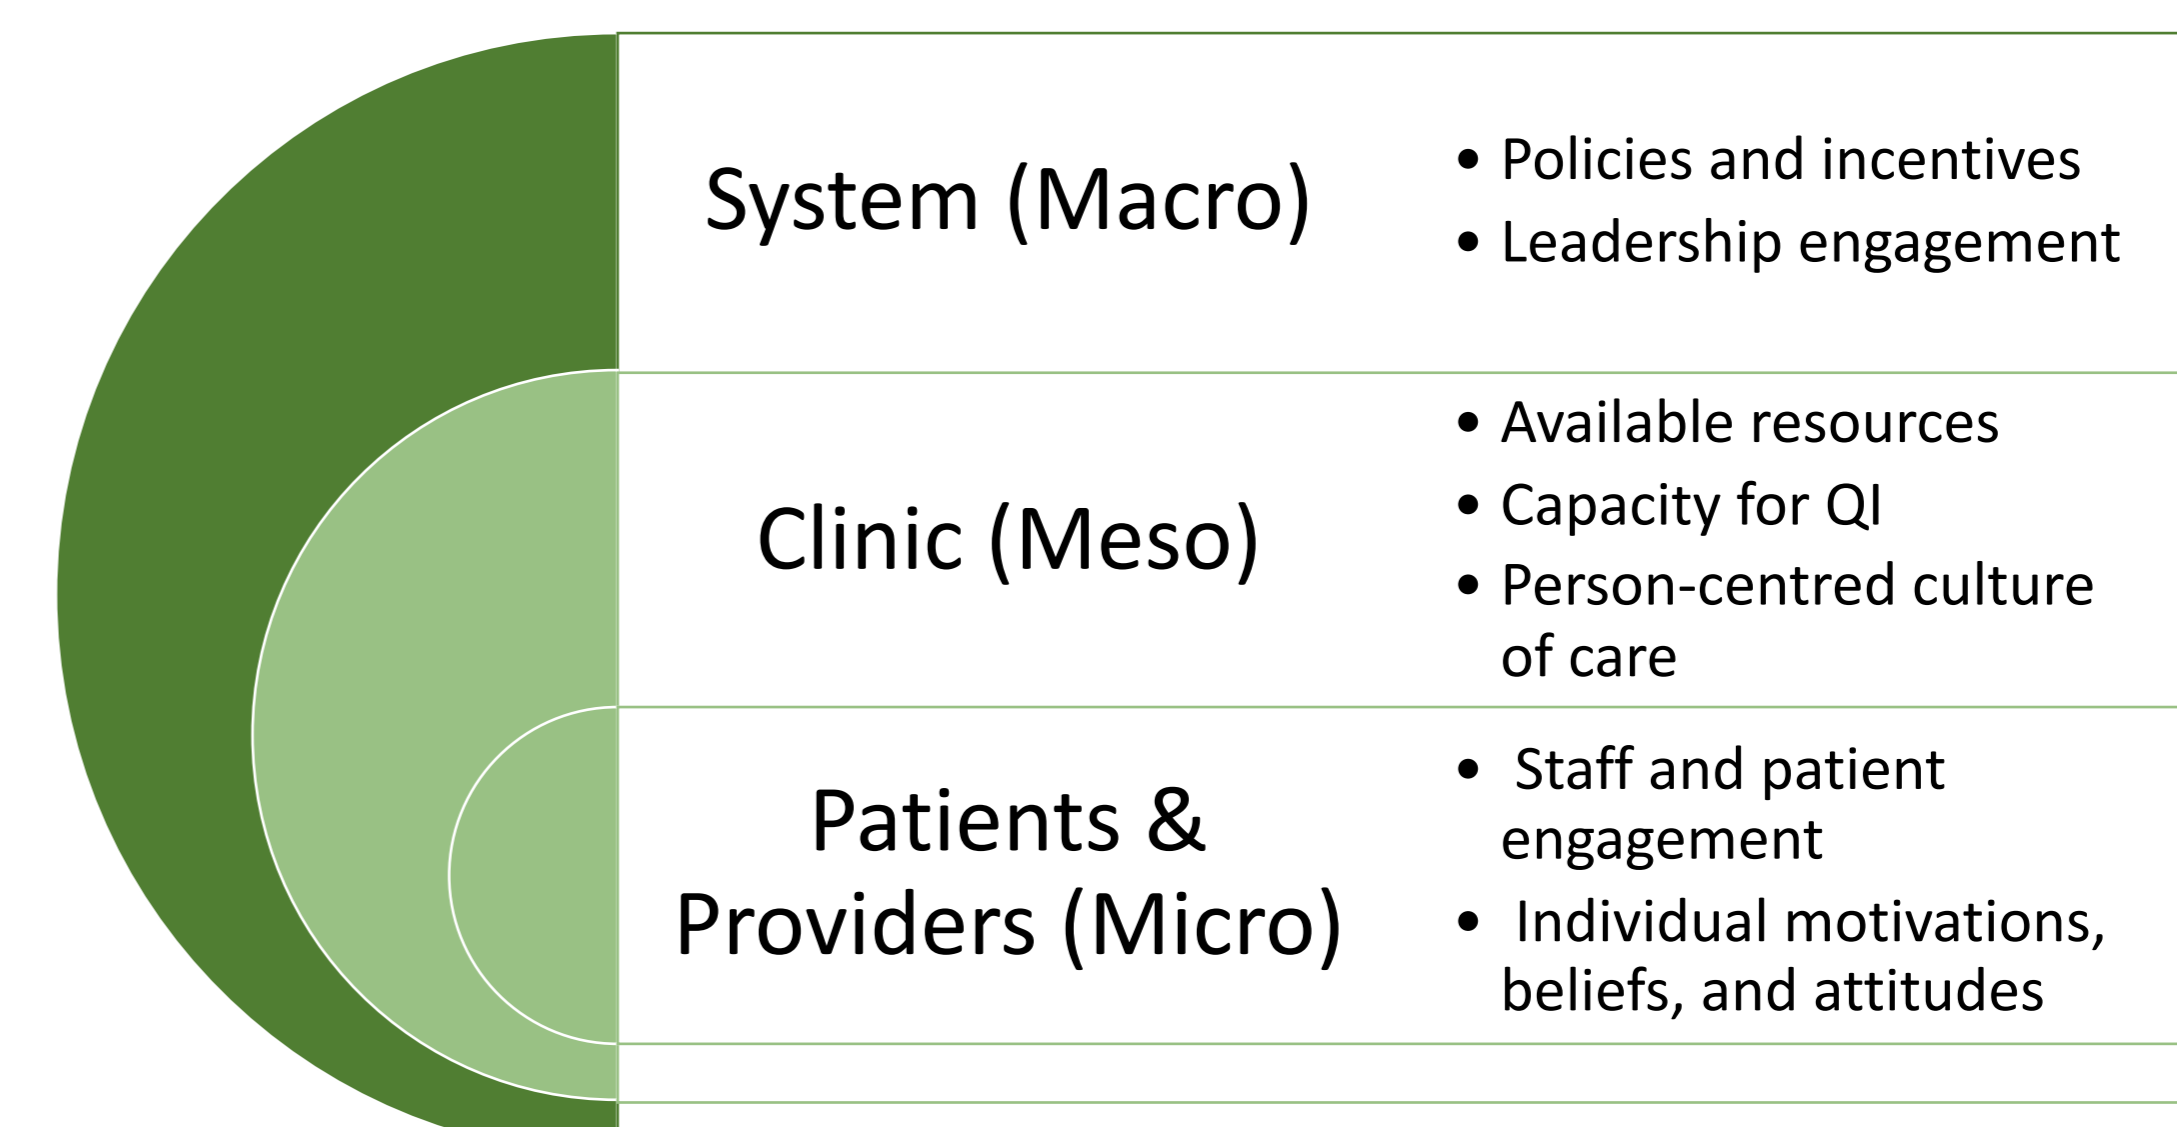 System (Macro)
• Policies and incentives
• Leadership engagement
Clinic (Meso)
• Available resources
• Capacity for QI
• Person-centred culture
of care
Patients &
Providers (Micro)
• Staff and patient
engagement
• Individual motivations,
beliefs, and attitudes